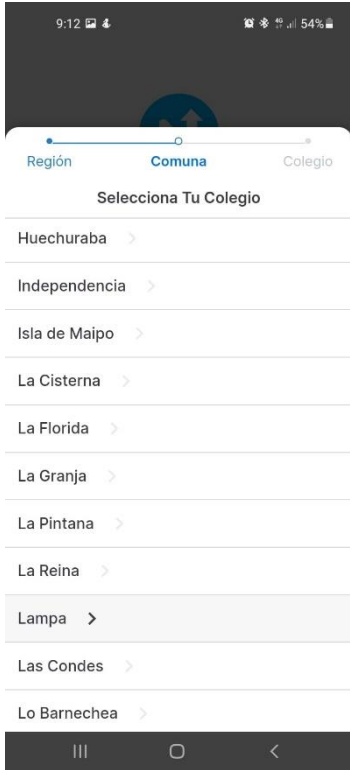 9:12
54%
Región Comuna Colegio
Selecciona Tu Colegio
Huechuraba
Independencia
Isla de Maipo
La Cisterna
La Florida
La Granja
La Pintana
La Reina
Lampa
Las Condes
Lo Barnechea